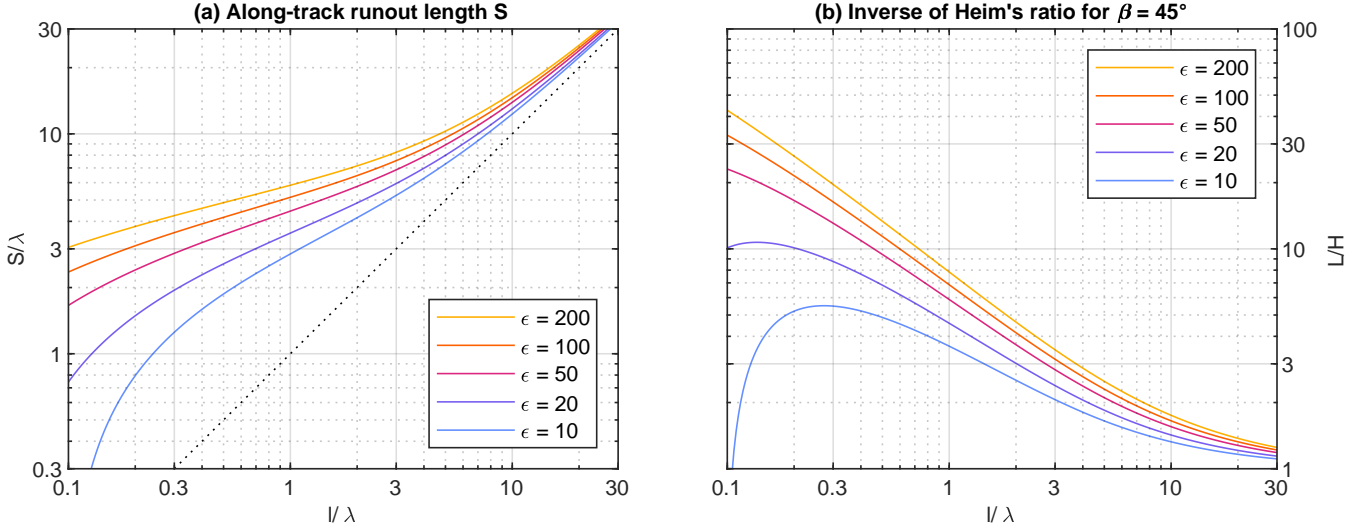 (a) Along-track runout length S
30
10
3
1
0.3
S/λ
0.1
0.3
1
3
10
30
l/λ
ϵ = 200
ϵ = 100
ϵ = 50
ϵ = 20
ϵ = 10
(b) Inverse of Heim's ratio for β = 45°
100
30
10
3
1
L/H
0.1
0.3
1
3
10
30
l/λ
ϵ = 200
ϵ = 100
ϵ = 50
ϵ = 20
ϵ = 10